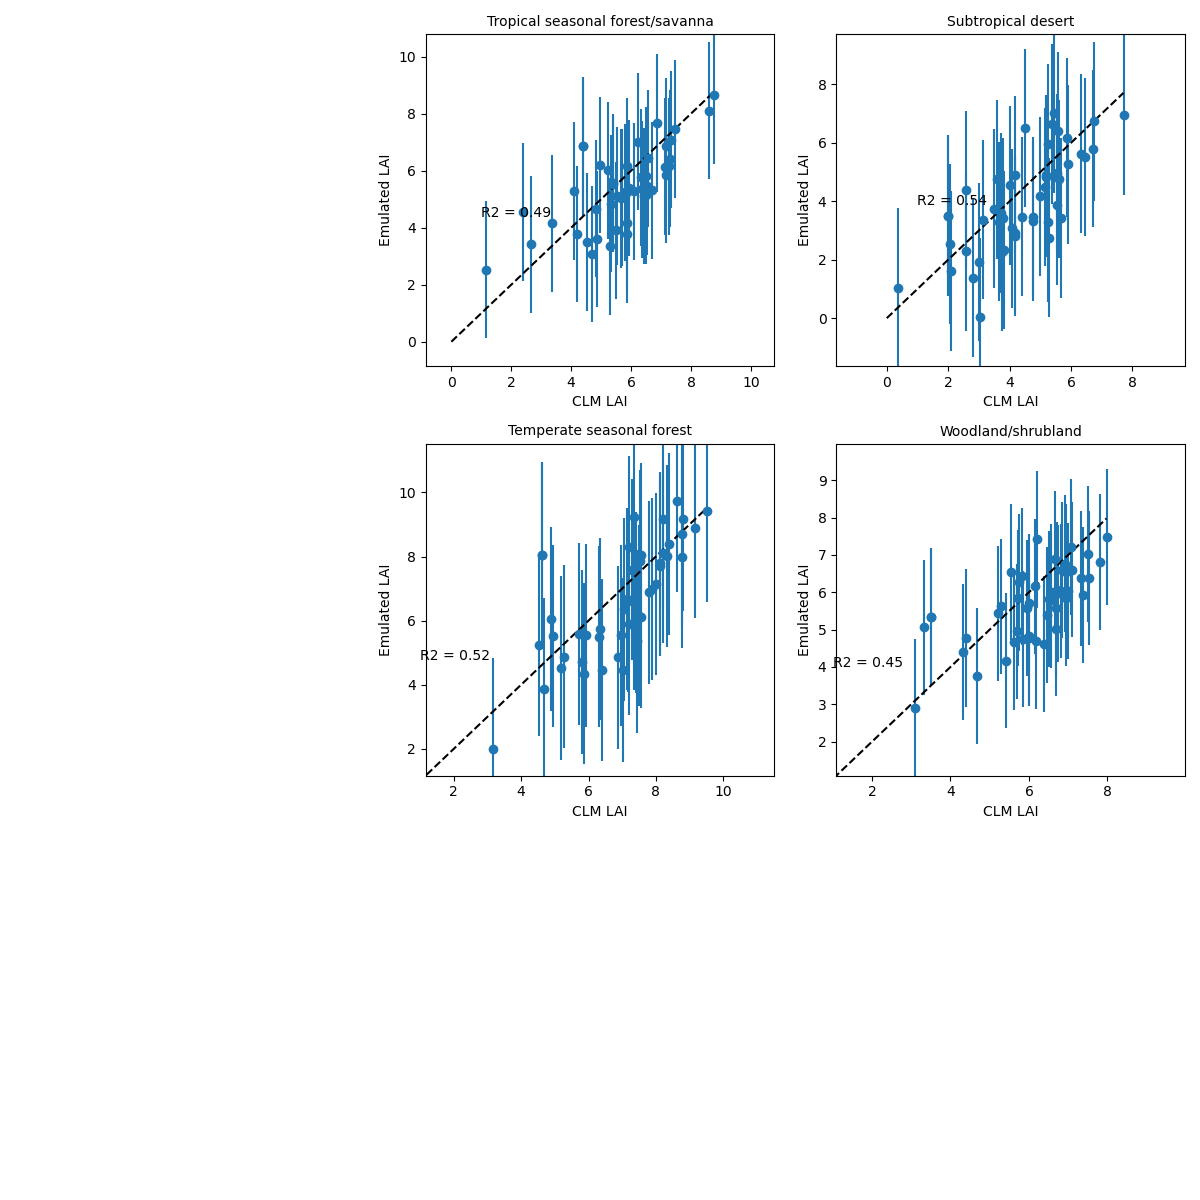 Tropical seasonal forest/savanna
Emulated LAI
10
8
6
4
2
0
R2 = 0.49
0 2 4 6 8 10
CLM LAI
Subtropical desert
Emulated LAI
8
6
4
2
0
R2 = 0.54
0 2 4 6 8
CLM LAI
Temperate seasonal forest
Emulated LAI
10
8
6
4
2
R2 = 0.52
2 4 6 8 10
CLM LAI
Woodland/shrubland
Emulated LAI
9
8
7
6
5
4
3
2
R2 = 0.45
2 4 6 8
CLM LAI